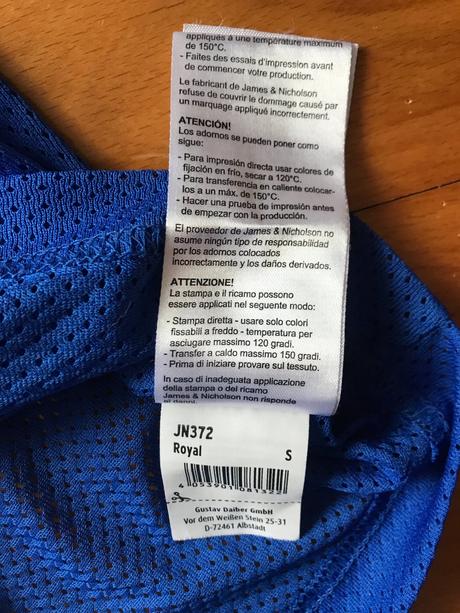 appliqués à une température maximum
de 150°C.
- Faites des essais d'impression avant
de commencer votre production.
Le fabricant de James & Nicholson
refuse de couvrir le dommage causé par
un marquage appliqué incorrectement.
ATENCIÓN!
Los adornos se pueden poner como
sigue:
- Para impresión directa usar colores de
fijación en frío, secar a 120°C.
- Para transferencia en caliente colocar-
los a un máx. de 150°C.
- Hacer una prueba de impresión antes
de empezar con la producción.
El proveedor de James & Nicholson no
asume ningún tipo de responsabilidad
por los adornos colocados
incorrectamente y los daños derivados.
ATTENZIONE!
La stampa e il ricamo possono
essere applicati nel seguente modo:
- Stampa diretta - usare solo colori
fissabili a freddo - temperatura per
asciugare massimo 120 gradi.
- Transfer a caldo massimo 150 gradi.
- Prima di iniziare provare sul tessuto.
In caso di inadeguata applicazione
della stampa o del ricamo
James & Nicholson non risponde
ai danni.
JN372
Royal S
4 053901 081322
Gustav Daiber GmbH
Vor dem Weißen Stein 25-31
D-72461 Albstadt